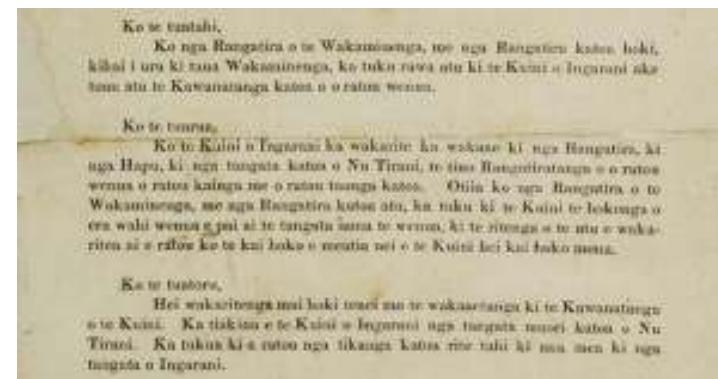 Ko te tuatahi,
Ko nga Rangatira o te Wakaminenga, me nga Rangatira katoa hoki,
kihai i uru ki taua Wakaminenga, ka tuku rawa atu ki te Kuini o Ingarani ake
tonu atu te Kawanatanga katoa o o ratou wenua.
Ko te tuarua,
Ko te Kuini o Ingarani ka wakarite ka wakaae ki nga Rangatira, ki
nga Hapu, ki nga tangata katoa o Nu Tirani, te tino Rangatiratanga o o ratou
wenua o ratou kainga me o ratou taonga katoa. Otiia ko nga Rangatira o te
Wakaminenga, me nga Rangatira katoa atu, ka tuku ki te Kuini te hokonga o
era wahi wenua e pai ai te tangata nona te wenua, ki te ritenga o te utu e waka-
ritea ai e ratou ko te kai hoko e meatia nei e te Kuini hei kai hoko mona.
Ko te tuatoru,
Hei wakaritenga mai hoki tenei mo te wakaaetanga ki te Kawanatanga
o te Kuini. Ka tiakina e te Kuini o Ingarani nga tangata maori katoa o Nu
Tirani. Ka tukua ki a ratou nga tikanga katoa rite tahi ki ana mea ki nga
tangata o Ingarani.